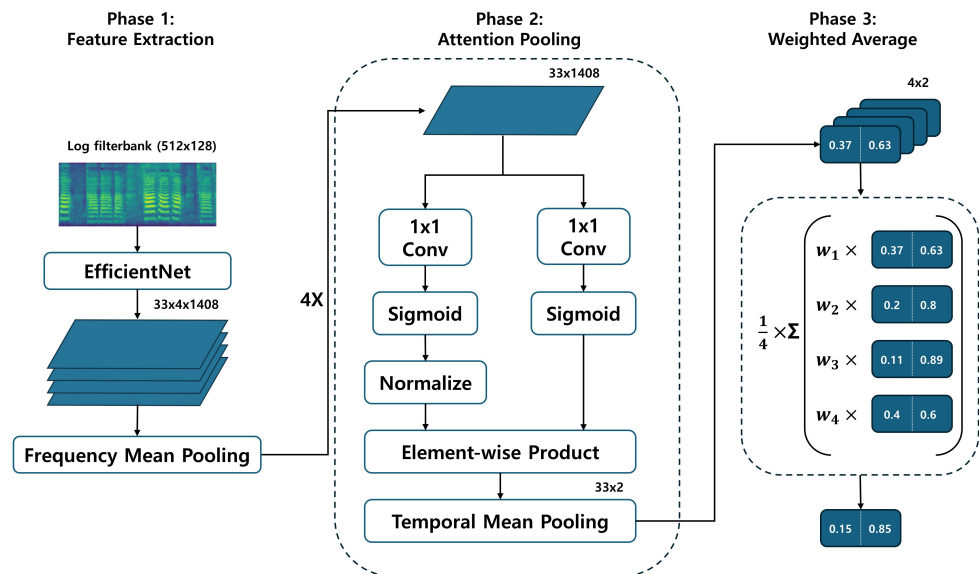 Phase 1:
Feature Extraction
Log filterbank (512x128)
EfficientNet
33x4x1408
Frequency Mean Pooling
4X
Phase 2:
Attention Pooling
33x1408
1x1
Conv
1x1
Conv
Sigmoid
Sigmoid
Normalize
Element-wise Product
33x2
Temporal Mean Pooling
Phase 3:
Weighted Average
4x2
0.37 0.63
1/4 ×Σ
w₁ × 0.37 0.63
w₂ × 0.2 0.8
w₃ × 0.11 0.89
w₄ × 0.4 0.6
0.15 0.85